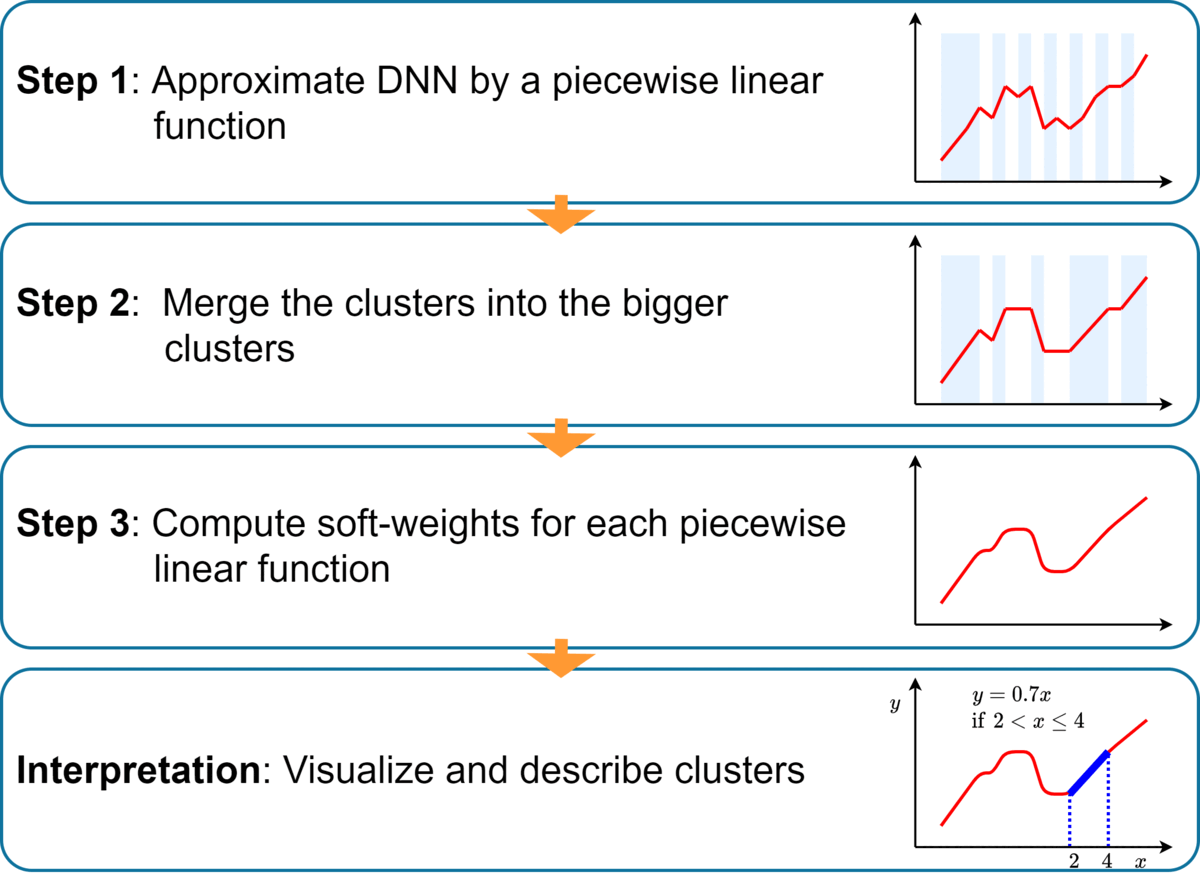 Step 1: Approximate DNN by a piecewise linear
function
Step 2: Merge the clusters into the bigger
clusters
Step 3: Compute soft-weights for each piecewise
linear function
Interpretation: Visualize and describe clusters
y
y = 0.7x
if 2 < x ≤ 4
2 4 x